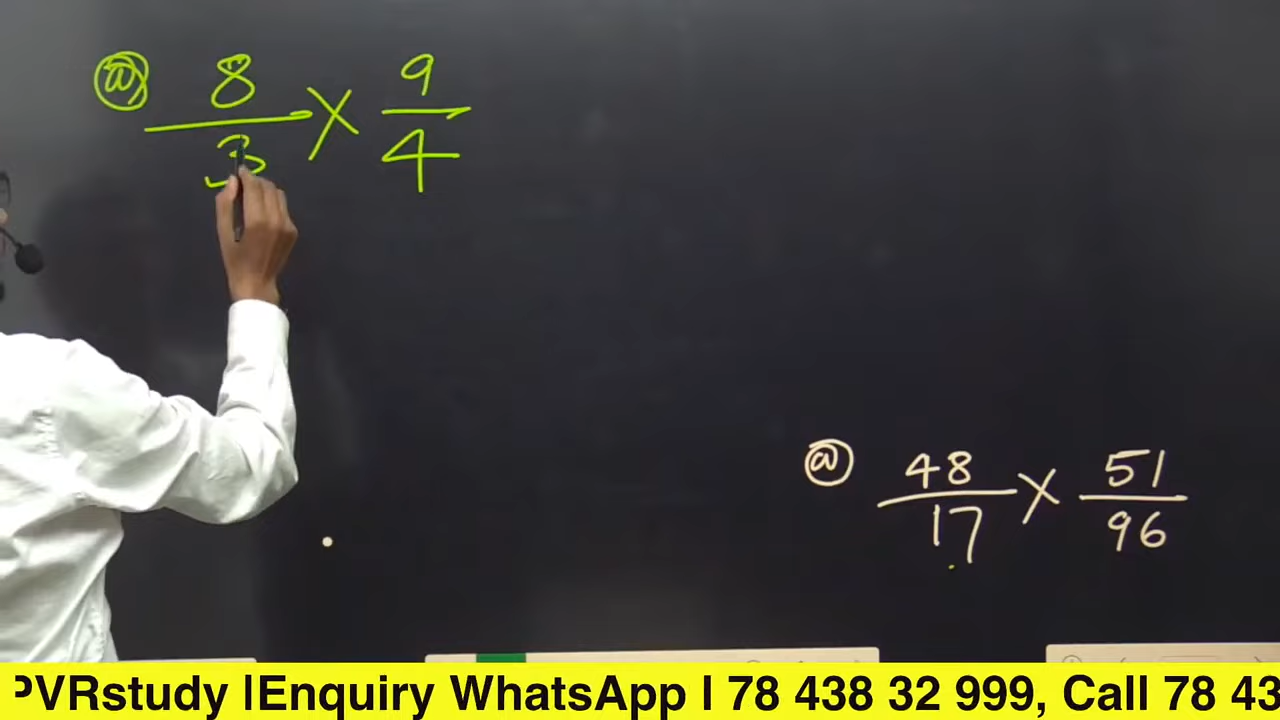 @ 8/3 × 9/4
@ 48/17 × 51/96
PVRstudy |Enquiry WhatsApp I 78 438 32 999, Call 78 43